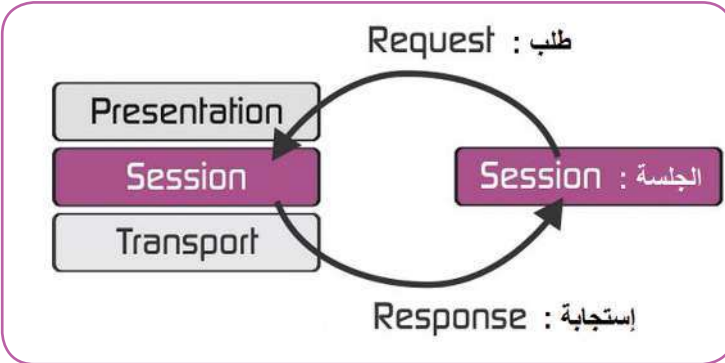 Request : طلب
Presentation
Session
Session : الجلسة
Transport
Response : إستجابة